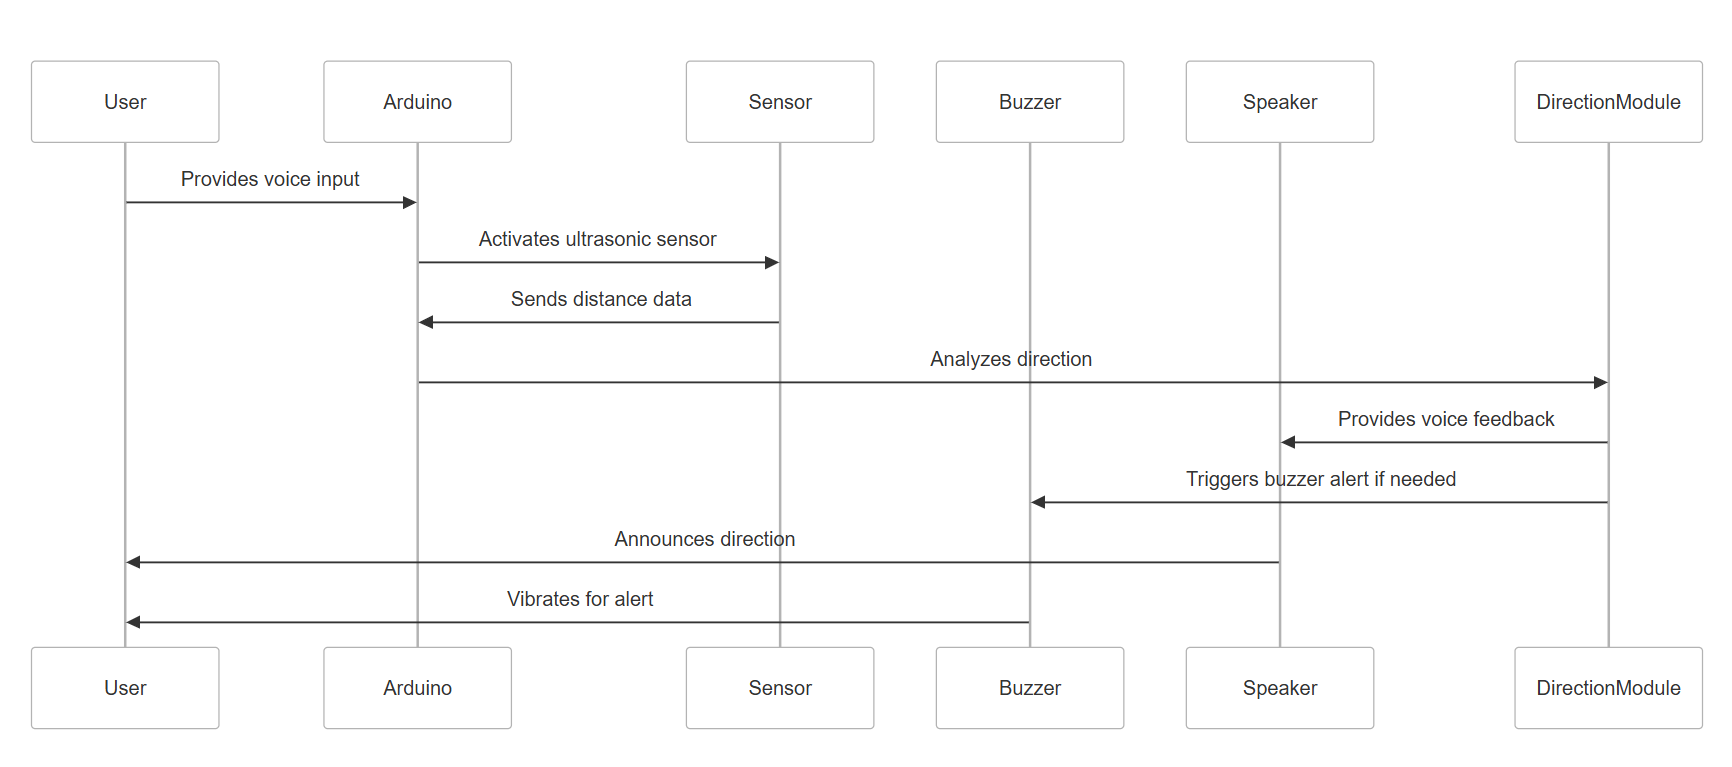 User
Arduino
Sensor
Buzzer
Speaker
DirectionModule
Provides voice input
Activates ultrasonic sensor
Sends distance data
Analyzes direction
Provides voice feedback
Triggers buzzer alert if needed
Announces direction
Vibrates for alert
User
Arduino
Sensor
Buzzer
Speaker
DirectionModule